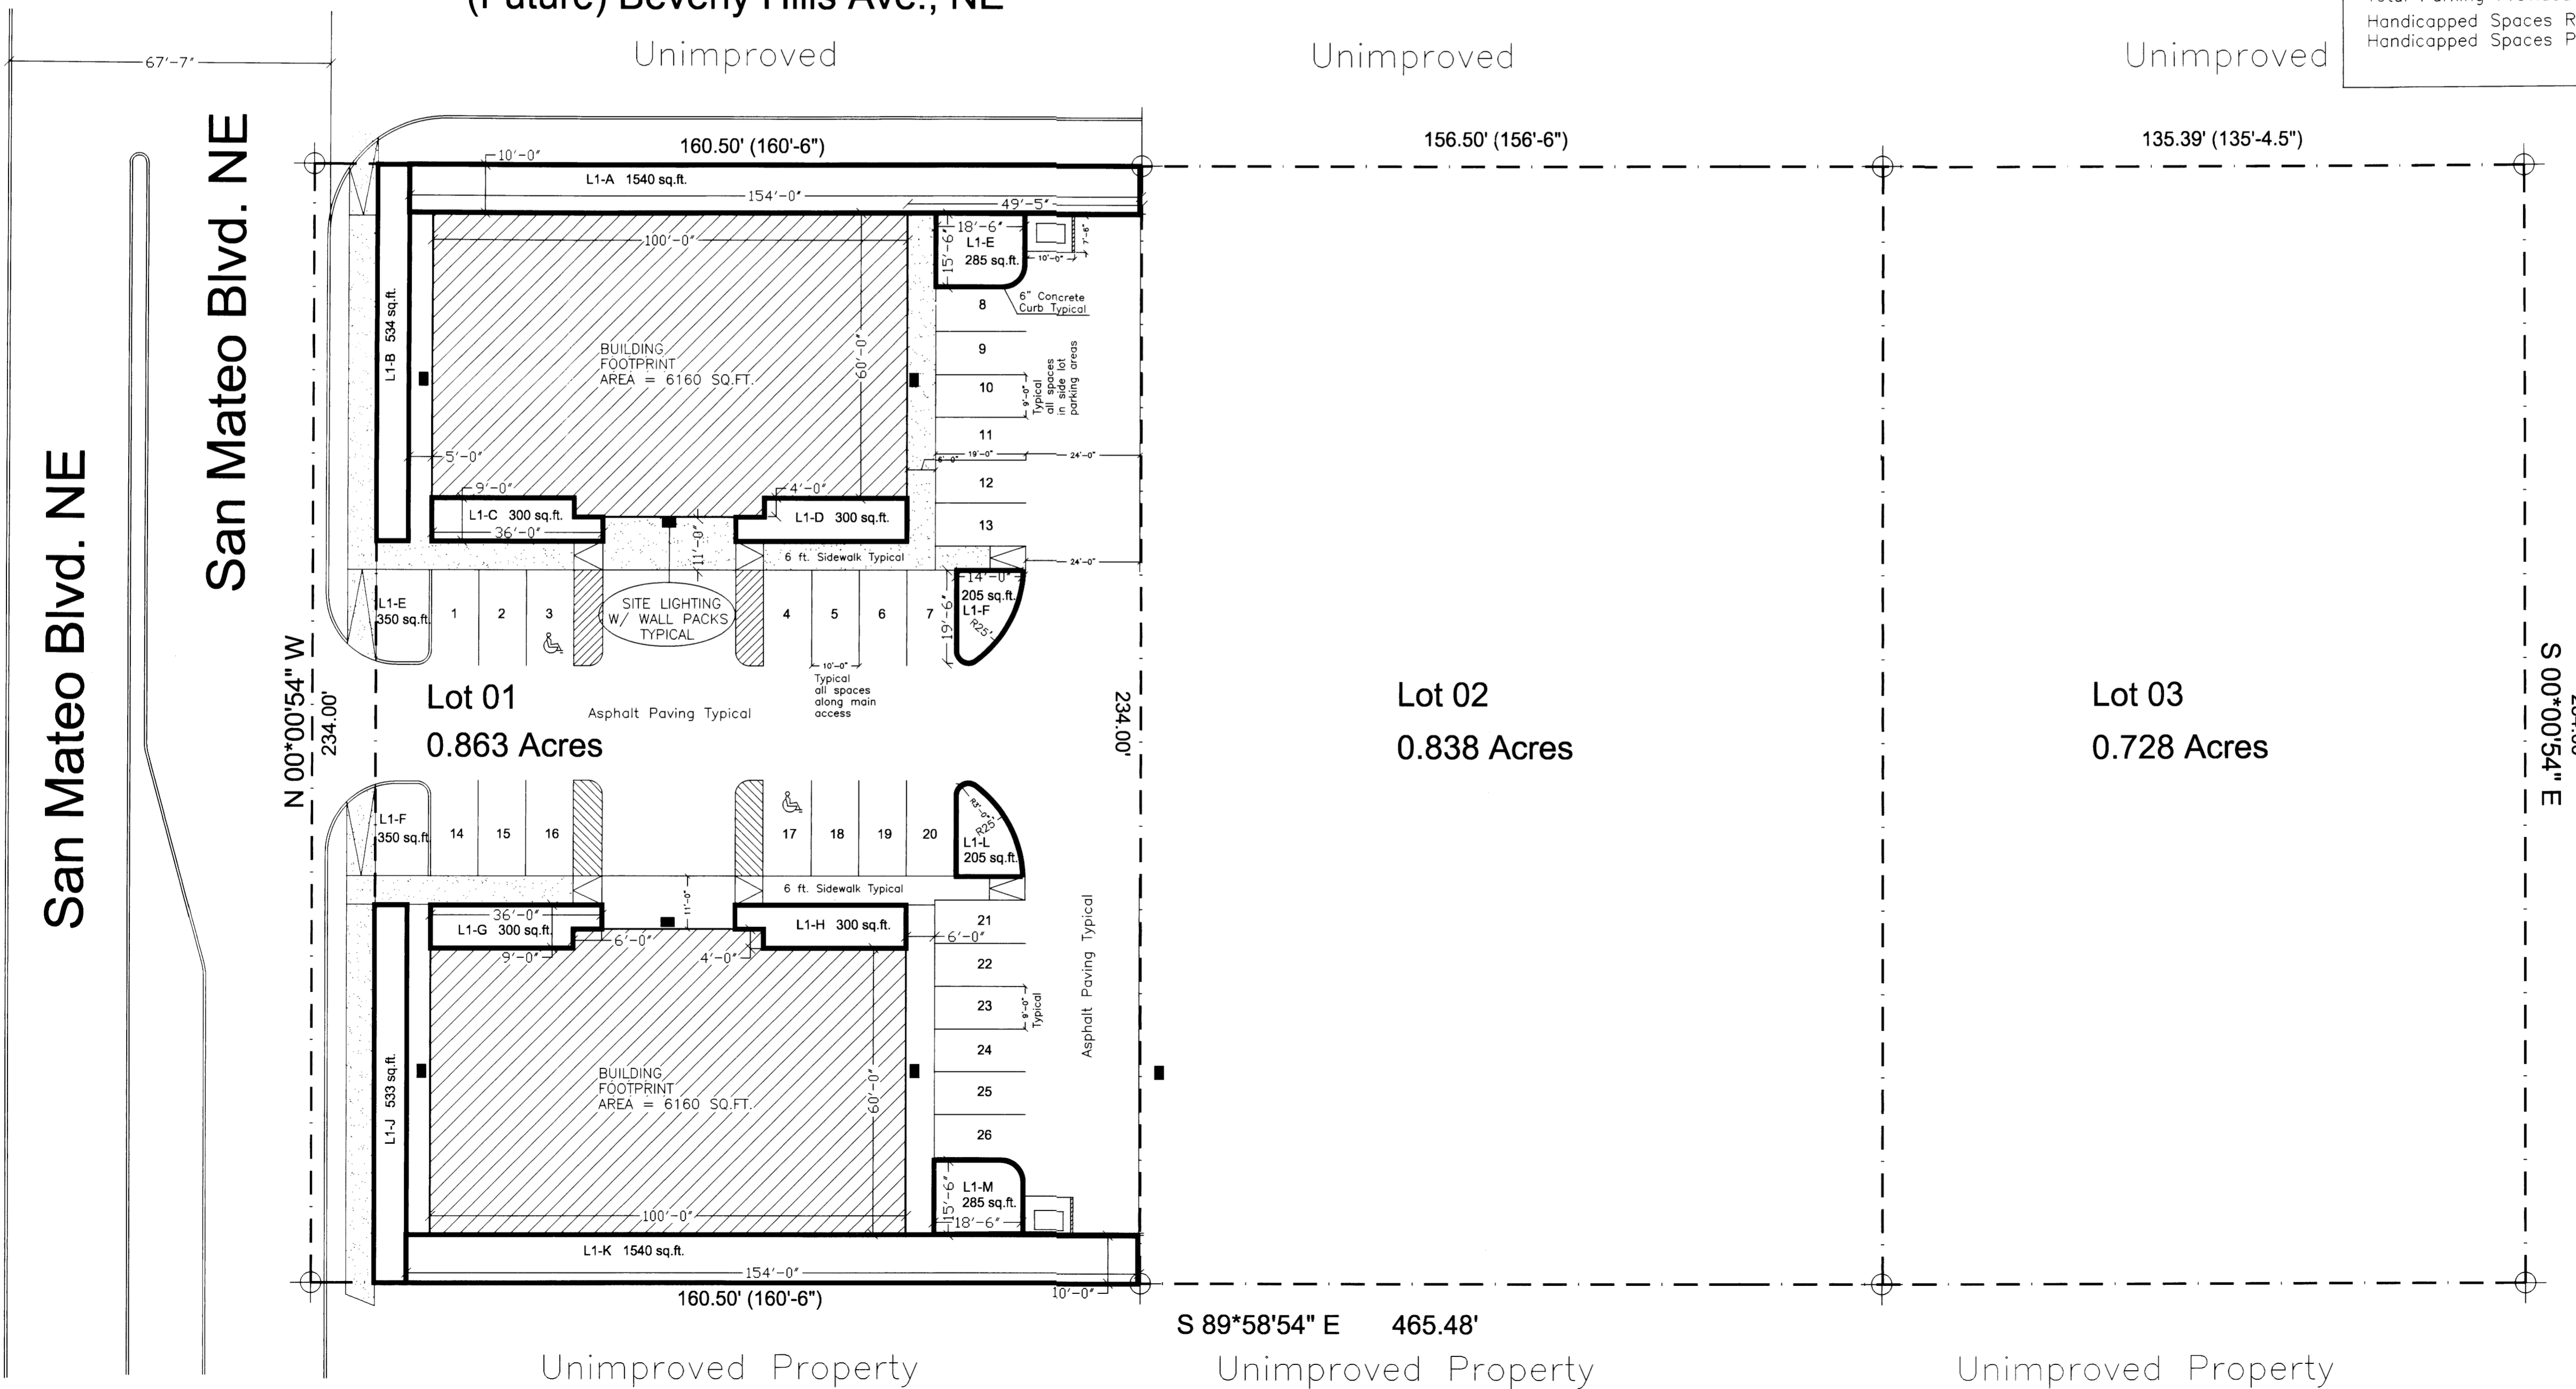 (Future) Beverly Hills Ave., NE
Handicapped Spaces R
Handicapped Spaces P
Unimproved
Unimproved
Unimproved
67'-7"
San Mateo Blvd. NE
San Mateo Blvd. NE
160.50' (160'-6")
156.50' (156'-6")
135.39' (135'-4.5")
10'-0"
L1-A 1540 sq.ft.
154'-0"
49'-5"
100'-0"
18'-6"
L1-E
285 sq.ft.
15'-6"
10'-0"
7'-6"
6" Concrete
Curb Typical
L1-B 534 sq.ft.
BUILDING
FOOTPRINT
AREA = 6160 SQ.FT.
60'-0"
8
9
10
11
12
13
9'-0"
Typical
all spaces
in side lot
parking areas
5'-0"
6'-0"
19'-0"
24'-0"
9'-0"
4'-0"
L1-C 300 sq.ft.
36'-0"
L1-D 300 sq.ft.
11'-0"
6 ft. Sidewalk Typical
24'-0"
L1-E
350 sq.ft.
1
2
3
SITE LIGHTING
W/ WALL PACKS
TYPICAL
4
5
6
7
14'-0"
205 sq.ft.
L1-F
R25'
19'-6"
10'-0"
Typical
all spaces
along main
access
N 00*00'54" W
234.00'
Lot 01
0.863 Acres
Asphalt Paving Typical
234.00'
Lot 02
0.838 Acres
Lot 03
0.728 Acres
S 00*00'54" E
L1-F
350 sq.ft.
14
15
16
17
18
19
20
R3'-0"
R25'
L1-L
205 sq.ft.
11'-0"
6 ft. Sidewalk Typical
36'-0"
L1-G 300 sq.ft.
6'-0"
9'-0"
4'-0"
L1-H 300 sq.ft.
6'-0"
21
22
23
24
25
26
9'-0"
Typical
Asphalt Paving Typical
L1-J 533 sq.ft.
BUILDING
FOOTPRINT
AREA = 6160 SQ.FT.
60'-0"
100'-0"
L1-M
285 sq.ft.
15'-6"
18'-6"
L1-K 1540 sq.ft.
154'-0"
10'-0"
160.50' (160'-6")
S 89*58'54" E 465.48'
Unimproved Property
Unimproved Property
Unimproved Property